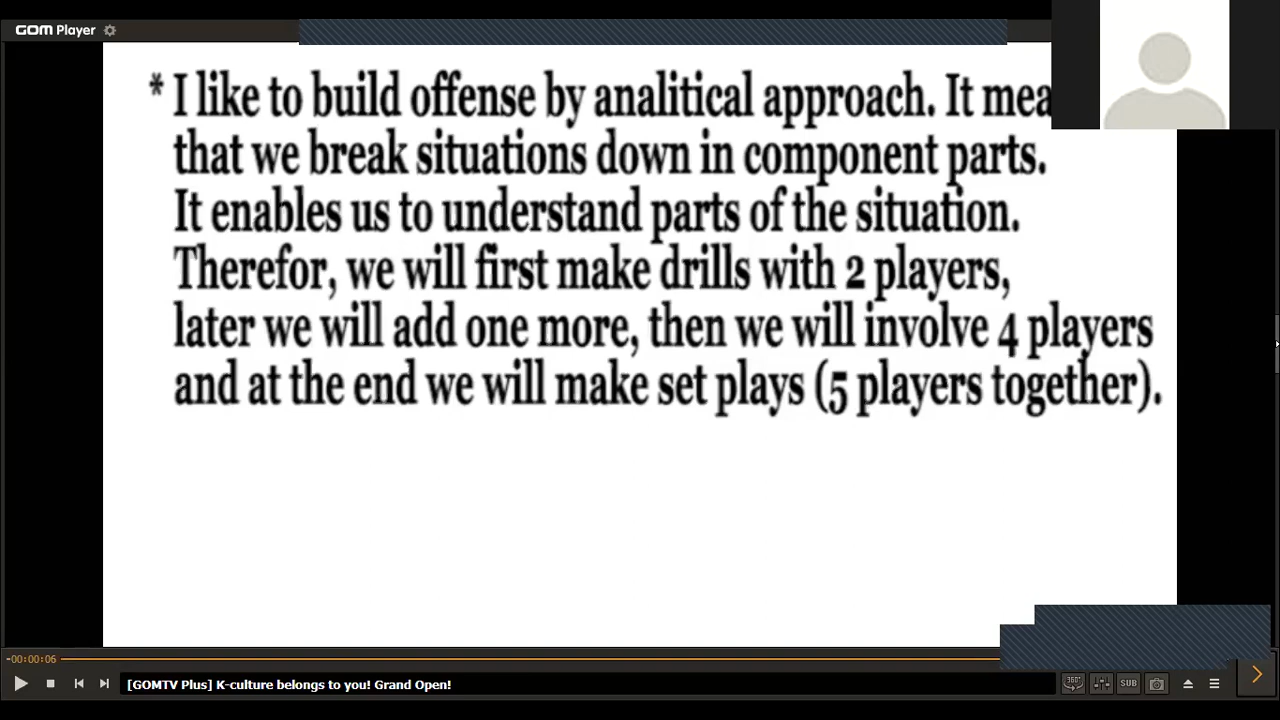 GOM Player
* I like to build offense by analitical approach. It mea
that we break situations down in component parts.
It enables us to understand parts of the situation.
Therefor, we will first make drills with 2 players,
later we will add one more, then we will involve 4 players
and at the end we will make set plays (5 players together).
-00:00:06
[GOMTV Plus] K-culture belongs to you! Grand Open!
360°
SUB